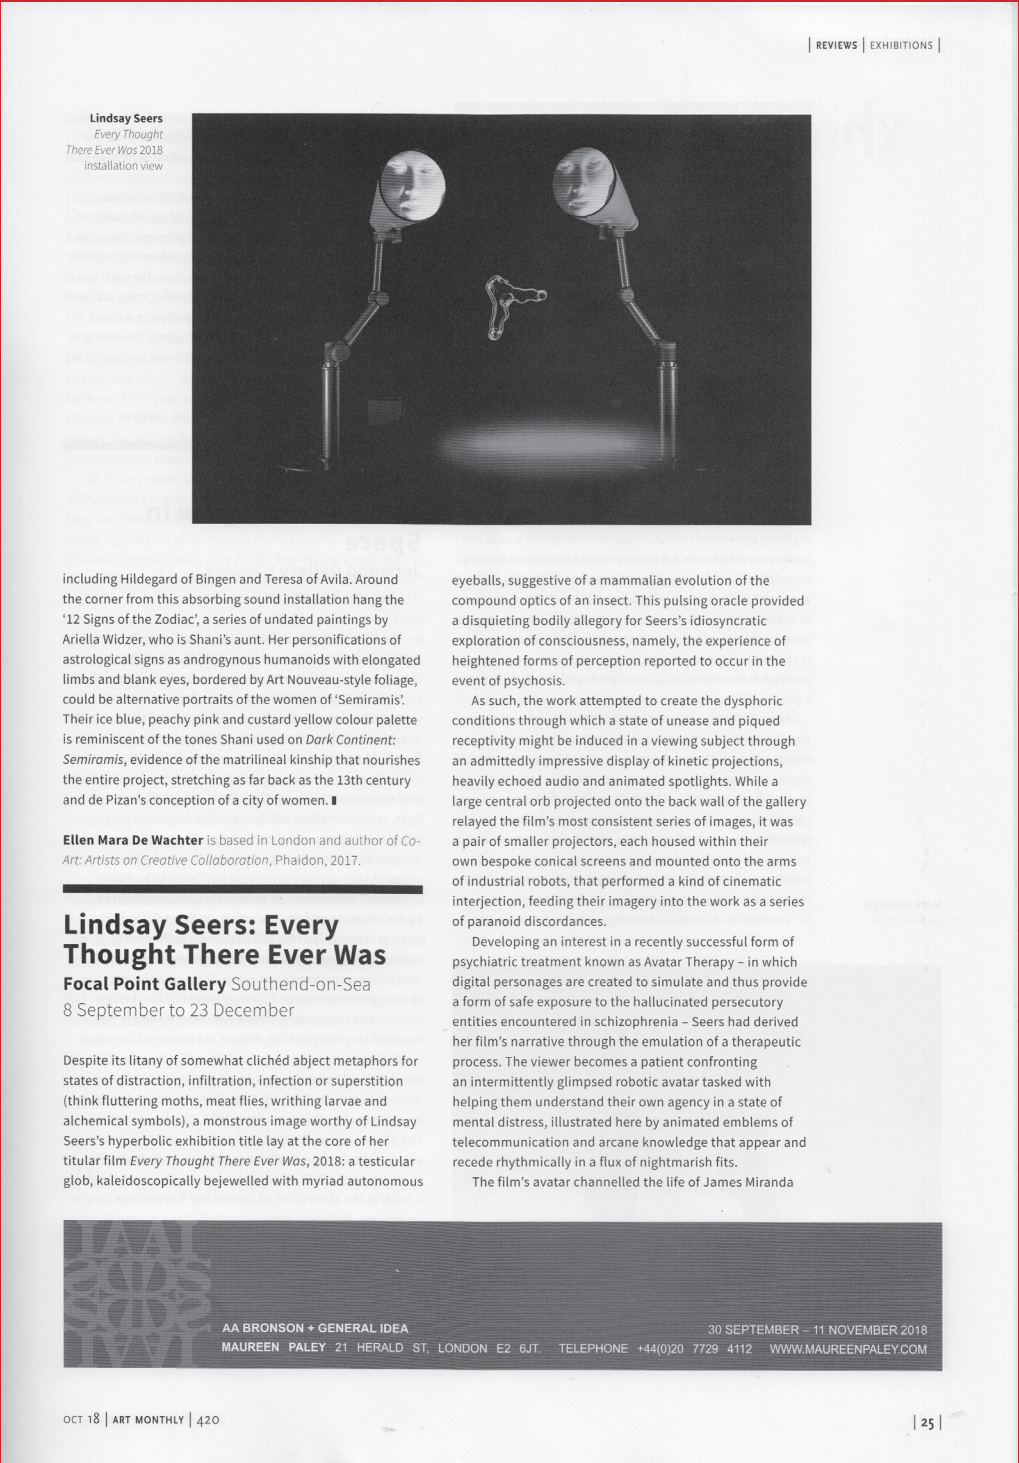 | REVIEWS | EXHIBITIONS |
Lindsay Seers
Every Thought
There Ever Was 2018
installation view
including Hildegard of Bingen and Teresa of Avila. Around
the corner from this absorbing sound installation hang the
‘12 Signs of the Zodiac’, a series of undated paintings by
Ariella Widzer, who is Shani’s aunt. Her personifications of
astrological signs as androgynous humanoids with elongated
limbs and blank eyes, bordered by Art Nouveau-style foliage,
could be alternative portraits of the women of ‘Semiramis’.
Their ice blue, peachy pink and custard yellow colour palette
is reminiscent of the tones Shani used on Dark Continent:
Semiramis, evidence of the matrilineal kinship that nourishes
the entire project, stretching as far back as the 13th century
and de Pizan’s conception of a city of women. ▮
Ellen Mara De Wachter is based in London and author of Co-
Art: Artists on Creative Collaboration, Phaidon, 2017.
Lindsay Seers: Every
Thought There Ever Was
Focal Point Gallery Southend-on-Sea
8 September to 23 December
Despite its litany of somewhat clichéd abject metaphors for
states of distraction, infiltration, infection or superstition
(think fluttering moths, meat flies, writhing larvae and
alchemical symbols), a monstrous image worthy of Lindsay
Seers’s hyperbolic exhibition title lay at the core of her
titular film Every Thought There Ever Was, 2018: a testicular
glob, kaleidoscopically bejewelled with myriad autonomous
eyeballs, suggestive of a mammalian evolution of the
compound optics of an insect. This pulsing oracle provided
a disquieting bodily allegory for Seers’s idiosyncratic
exploration of consciousness, namely, the experience of
heightened forms of perception reported to occur in the
event of psychosis.
As such, the work attempted to create the dysphoric
conditions through which a state of unease and piqued
receptivity might be induced in a viewing subject through
an admittedly impressive display of kinetic projections,
heavily echoed audio and animated spotlights. While a
large central orb projected onto the back wall of the gallery
relayed the film’s most consistent series of images, it was
a pair of smaller projectors, each housed within their
own bespoke conical screens and mounted onto the arms
of industrial robots, that performed a kind of cinematic
interjection, feeding their imagery into the work as a series
of paranoid discordances.
Developing an interest in a recently successful form of
psychiatric treatment known as Avatar Therapy – in which
digital personages are created to simulate and thus provide
a form of safe exposure to the hallucinated persecutory
entities encountered in schizophrenia – Seers had derived
her film’s narrative through the emulation of a therapeutic
process. The viewer becomes a patient confronting
an intermittently glimpsed robotic avatar tasked with
helping them understand their own agency in a state of
mental distress, illustrated here by animated emblems of
telecommunication and arcane knowledge that appear and
recede rhythmically in a flux of nightmarish fits.
The film’s avatar channelled the life of James Miranda
AA BRONSON + GENERAL IDEA
30 SEPTEMBER – 11 NOVEMBER 2018
MAUREEN PALEY 21 HERALD ST, LONDON E2 6JT. TELEPHONE +44(0)20 7729 4112 WWW.MAUREENPALEY.COM
OCT 18 | ART MONTHLY | 420
| 25 |